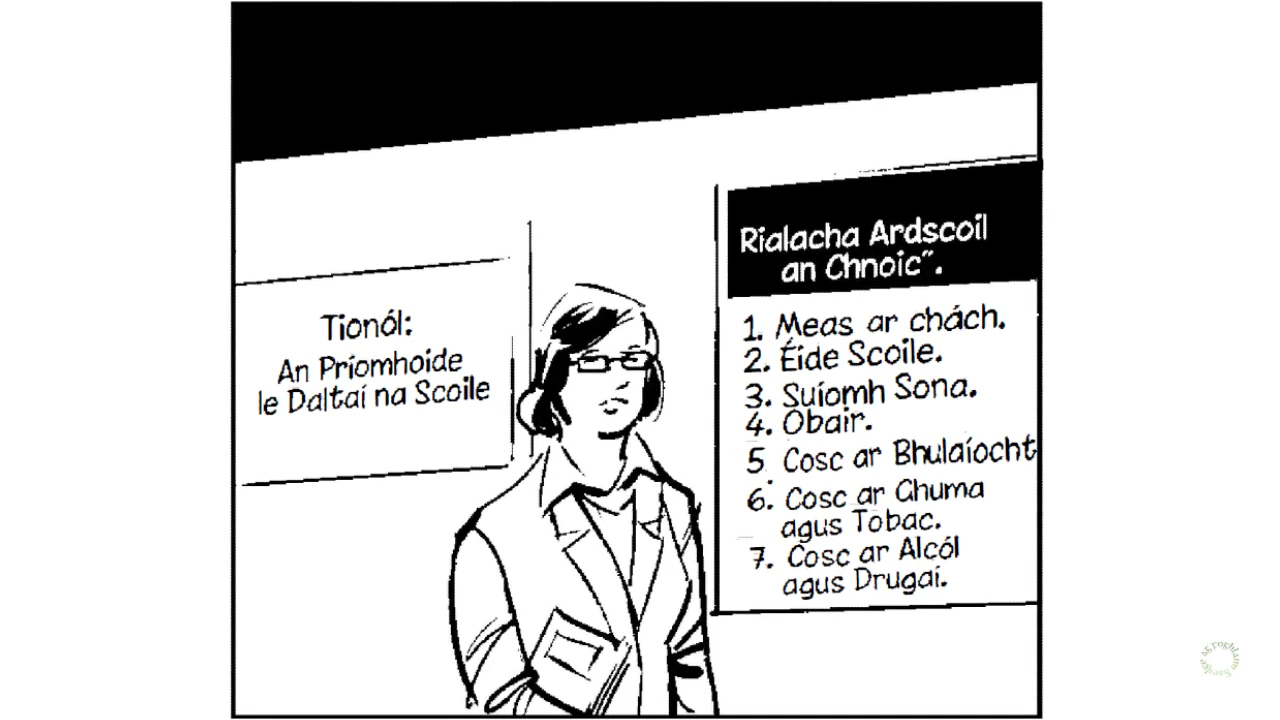 Tionól:
An Príomhoide
le Daltaí na Scoile
Rialacha Ardscoil
an Chnoic”.
1. Meas ar chách.
2. Éide Scoile.
3. Suíomh Sona.
4. Obair.
5. Cosc ar Bhulaíocht
6. Cosc ar Ghuma
agus Tobac.
7. Cosc ar Alcól
agus Drugaí.